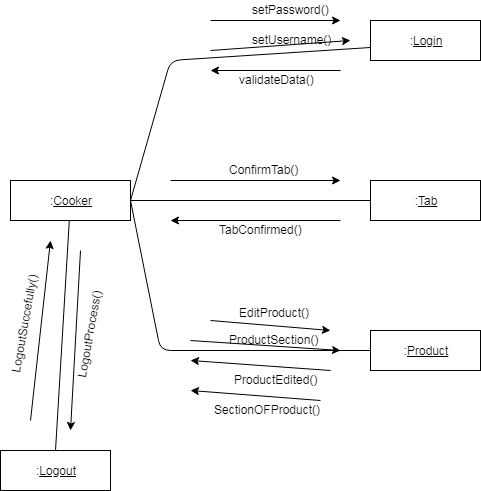 setPassword()
setUsername()
:Login
validateData()
ConfirmTab()
:Cooker
:Tab
TabConfirmed()
LogoutSuccefully()
LogoutProcess()
EditProduct()
ProductSection()
:Product
ProductEdited()
SectionOFProduct()
:Logout